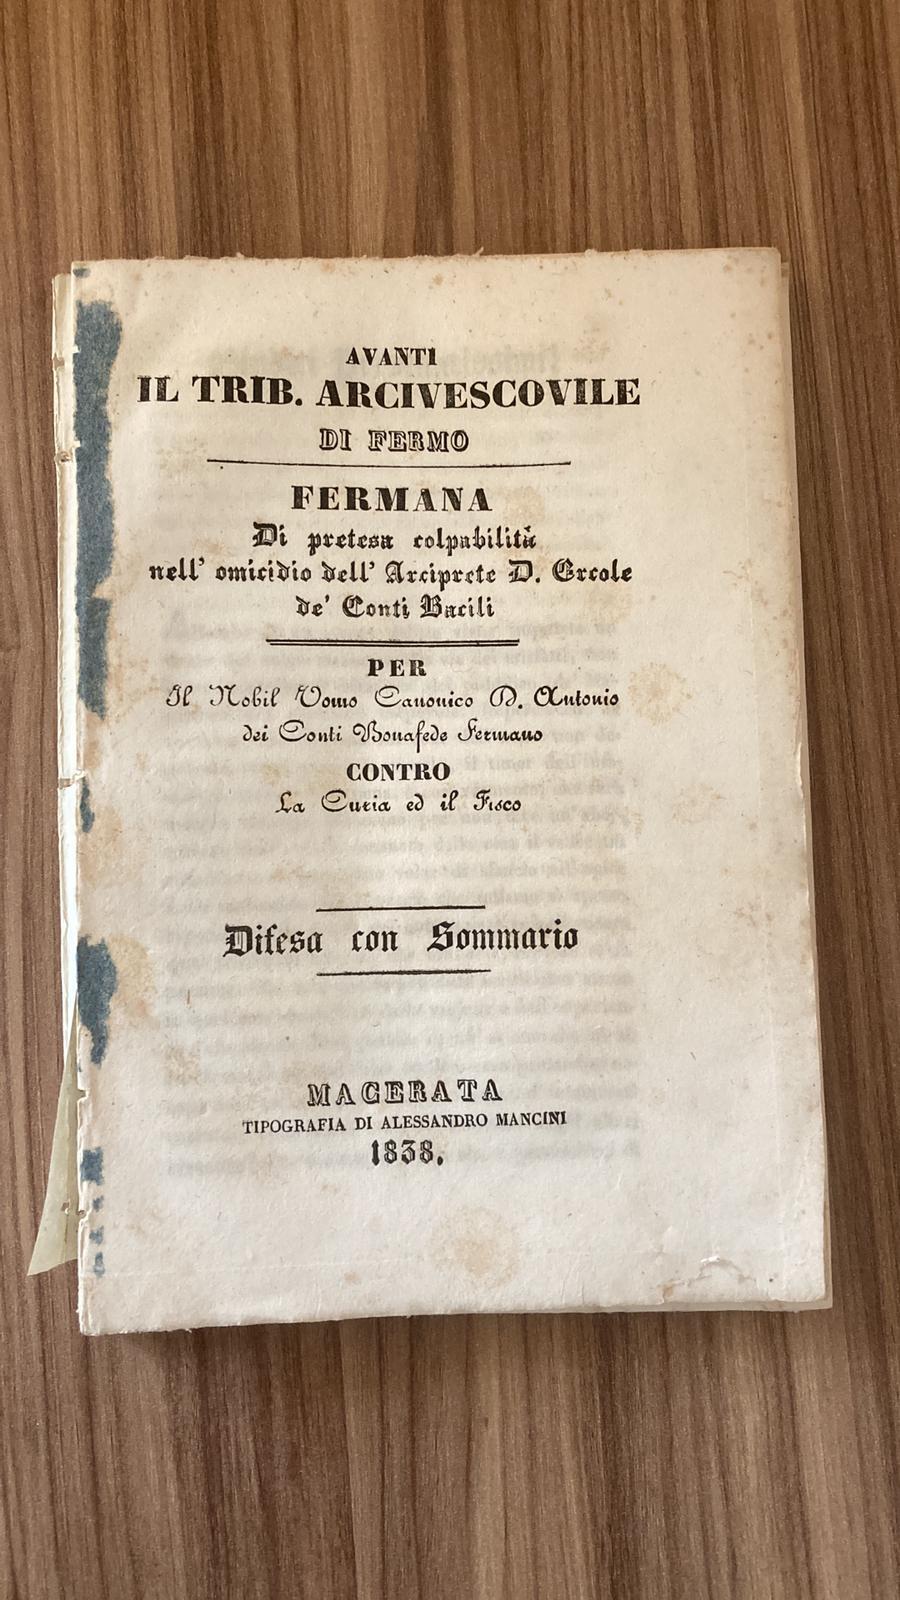 AVANTI
IL TRIB. ARCIVESCOVILE
DI FERMO
FERMANA
Di pretesa colpabilità
nell' omicidio dell' Arciprete D. Ercole
de' Conti Bacili
PER
Il Nobil Uomo Canonico D. Antonio
dei Conti Bonafede Fermano
CONTRO
La Curia ed il Fisco
Difesa con Sommario
MACERATA
TIPOGRAFIA DI ALESSANDRO MANCINI
1838.